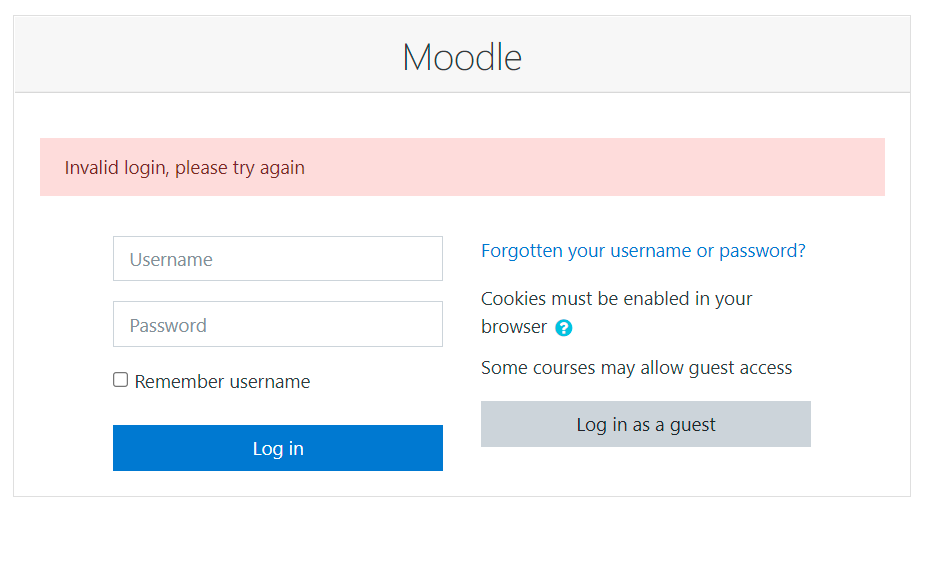 Moodle
Invalid login, please try again
Username
Password
Remember username
Log in
Forgotten your username or password?
Cookies must be enabled in your
browser ?
Some courses may allow guest access
Log in as a guest